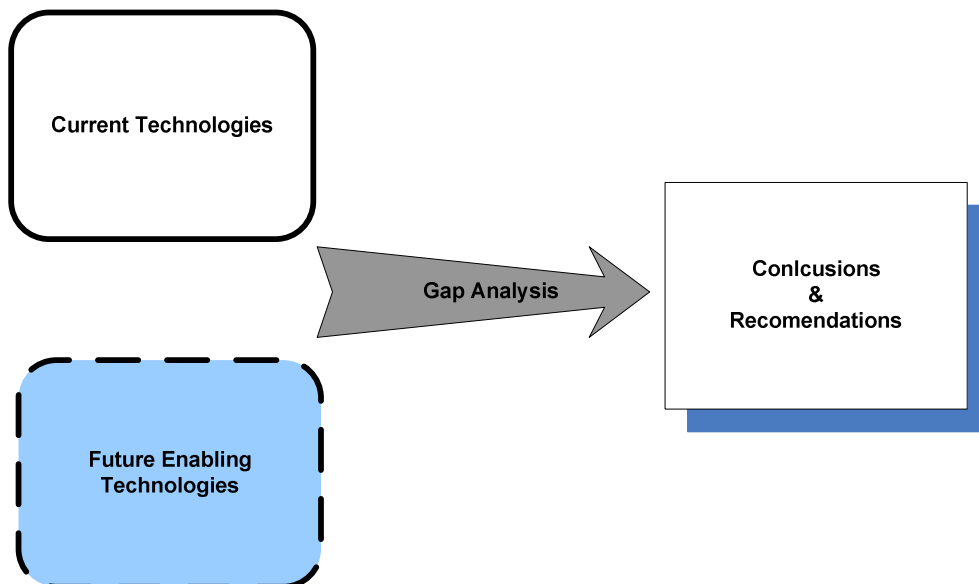 Current Technologies
Gap Analysis
Conlcusions
&
Recomendations
Future Enabling
Technologies